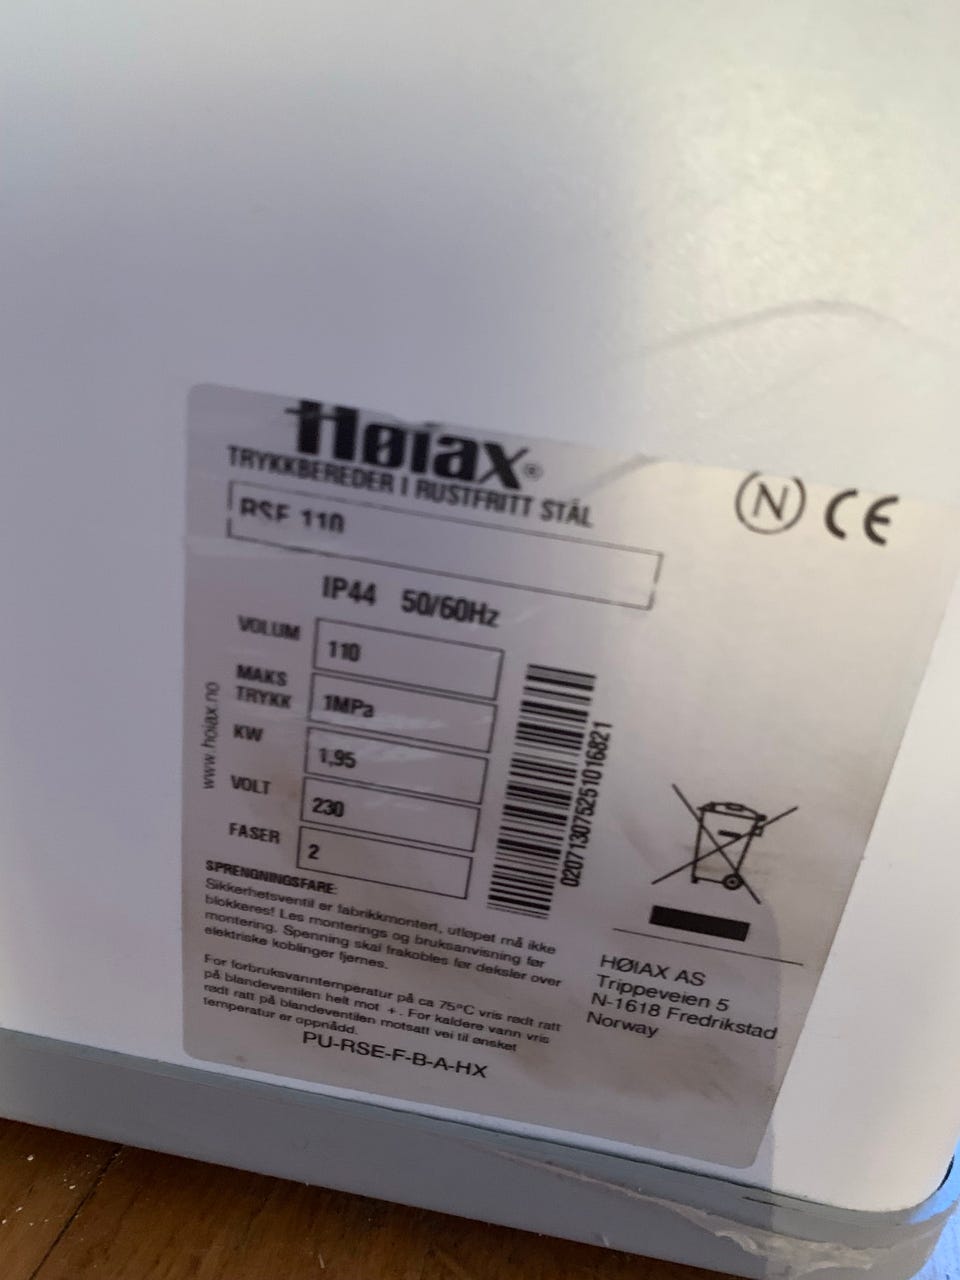 Høiax®
TRYKKBEREDER I RUSTFRITT STÅL
N CE
RSE 110
IP44 50/60Hz
VOLUM 110
MAKS TRYKK 1MPa
KW 1,95
VOLT 230
FASER 2
www.hoiax.no
020713075251016821
SPRENGNINGSFARE:
Sikkerhetsventil er fabrikkmontert, utløpet må ikke
blokkeres! Les monterings og bruksanvisning før
montering. Spenning skal frakobles før deksler over
elektriske koblinger fjernes.
For forbruksvanntemperatur på ca 75°C vris rødt ratt
på blandeventilen helt mot +. For kaldere vann vris
rødt ratt på blandeventilen motsatt vei til ønsket
temperatur er oppnådd.
PU-RSE-F-B-A-HX
HØIAX AS
Trippeveien 5
N-1618 Fredrikstad
Norway